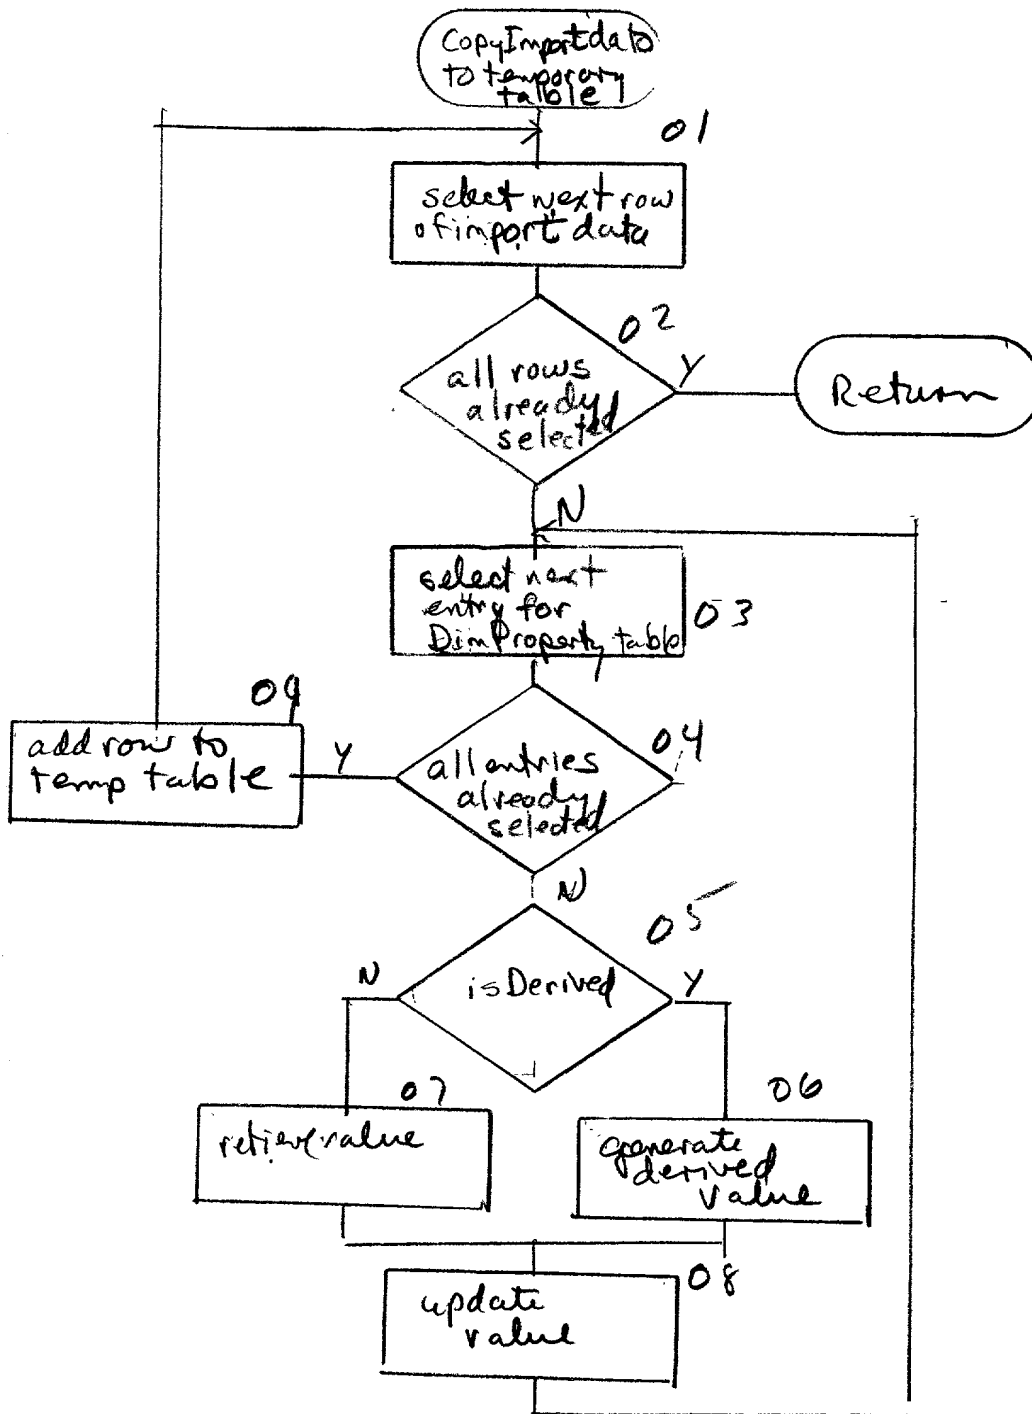 CopyImportdata
to temporary
table
01
select next row
of import data
02
all rows
already
selected
Y
Return
N
select next
entry for
DimProperty table
03
09
add row to
temp table
Y
04
all entries
already
selected
N
05
isDerived
N
Y
07
06
retieve value
generate
derived
value
08
update
value